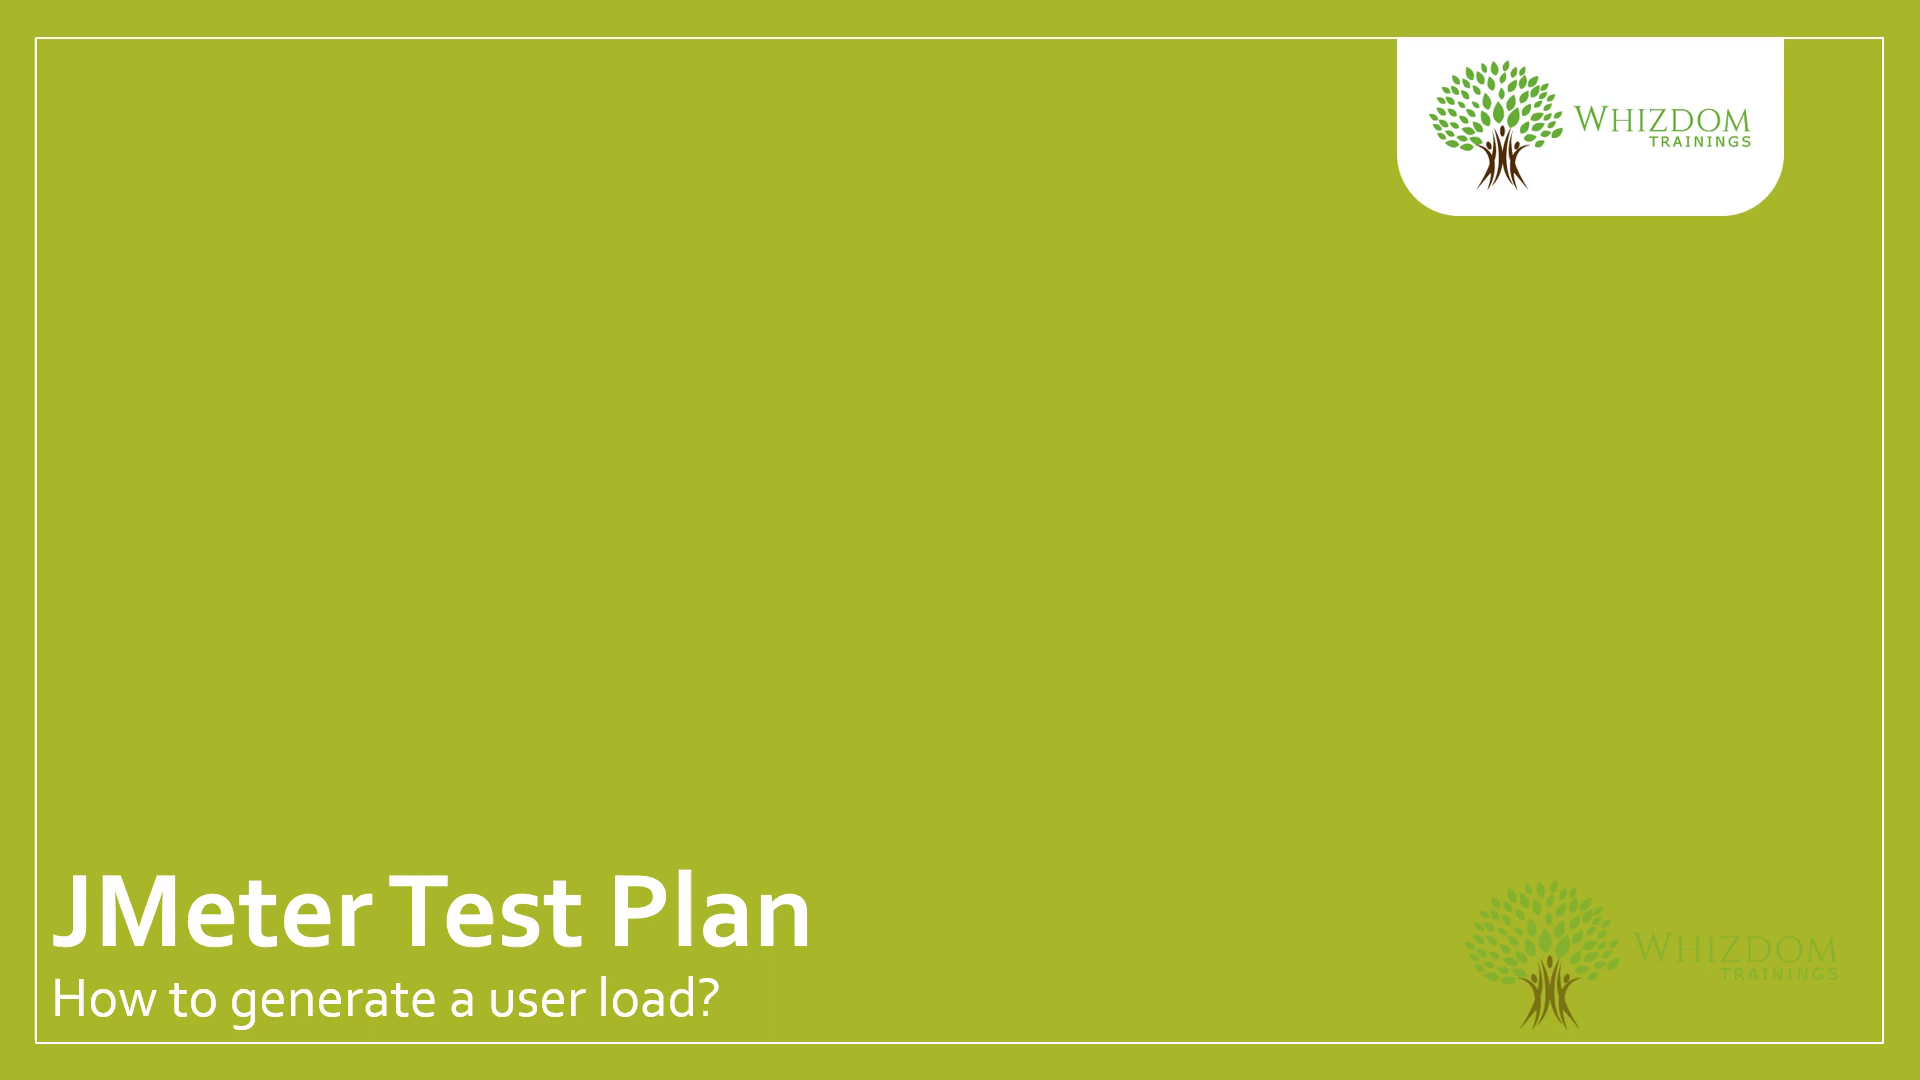 WHIZDOM
TRAININGS
JMeter Test Plan
How to generate a user load?
WHIZDOM
TRAININGS